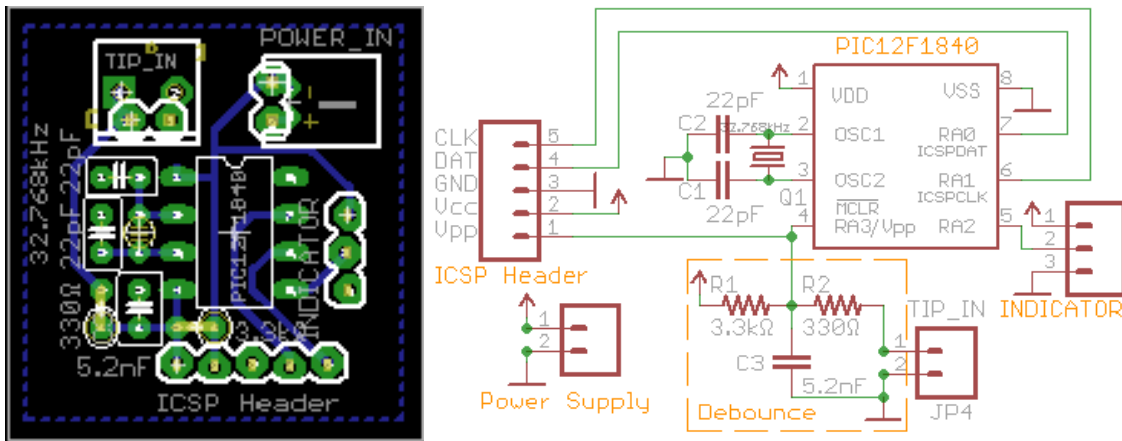 POWER_IN
TIP_IN
-
+
32.768kHz
22pF
22pF
PIC12F1840
INDICATOR
330Ω
3.3kΩ
5.2nF
ICSP Header
PIC12F1840
1
VDD
VSS
8
22pF
C2
32.768kHz
2
OSC1
RA0
7
ICSPDAT
C1
3
OSC2
RA1
6
ICSPCLK
22pF
Q1
MCLR
4
RA3/Vpp
RA2
5
CLK
5
DAT
4
GND
3
Vcc
2
Vpp
1
ICSP Header
1
2
3
INDICATOR
R1
R2
3.3kΩ
330Ω
C3
5.2nF
Debounce
TIP_IN
1
2
JP4
1
2
Power Supply